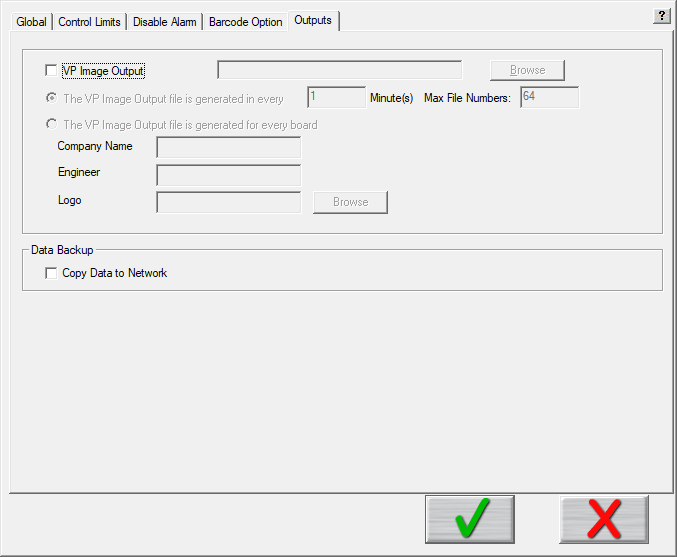 Global Control Limits Disable Alarm Barcode Option Outputs ?
VP Image Output Browse
The VP Image Output file is generated in every 1 Minute(s) Max File Numbers: 64
The VP Image Output file is generated for every board
Company Name
Engineer
Logo Browse
Data Backup
Copy Data to Network